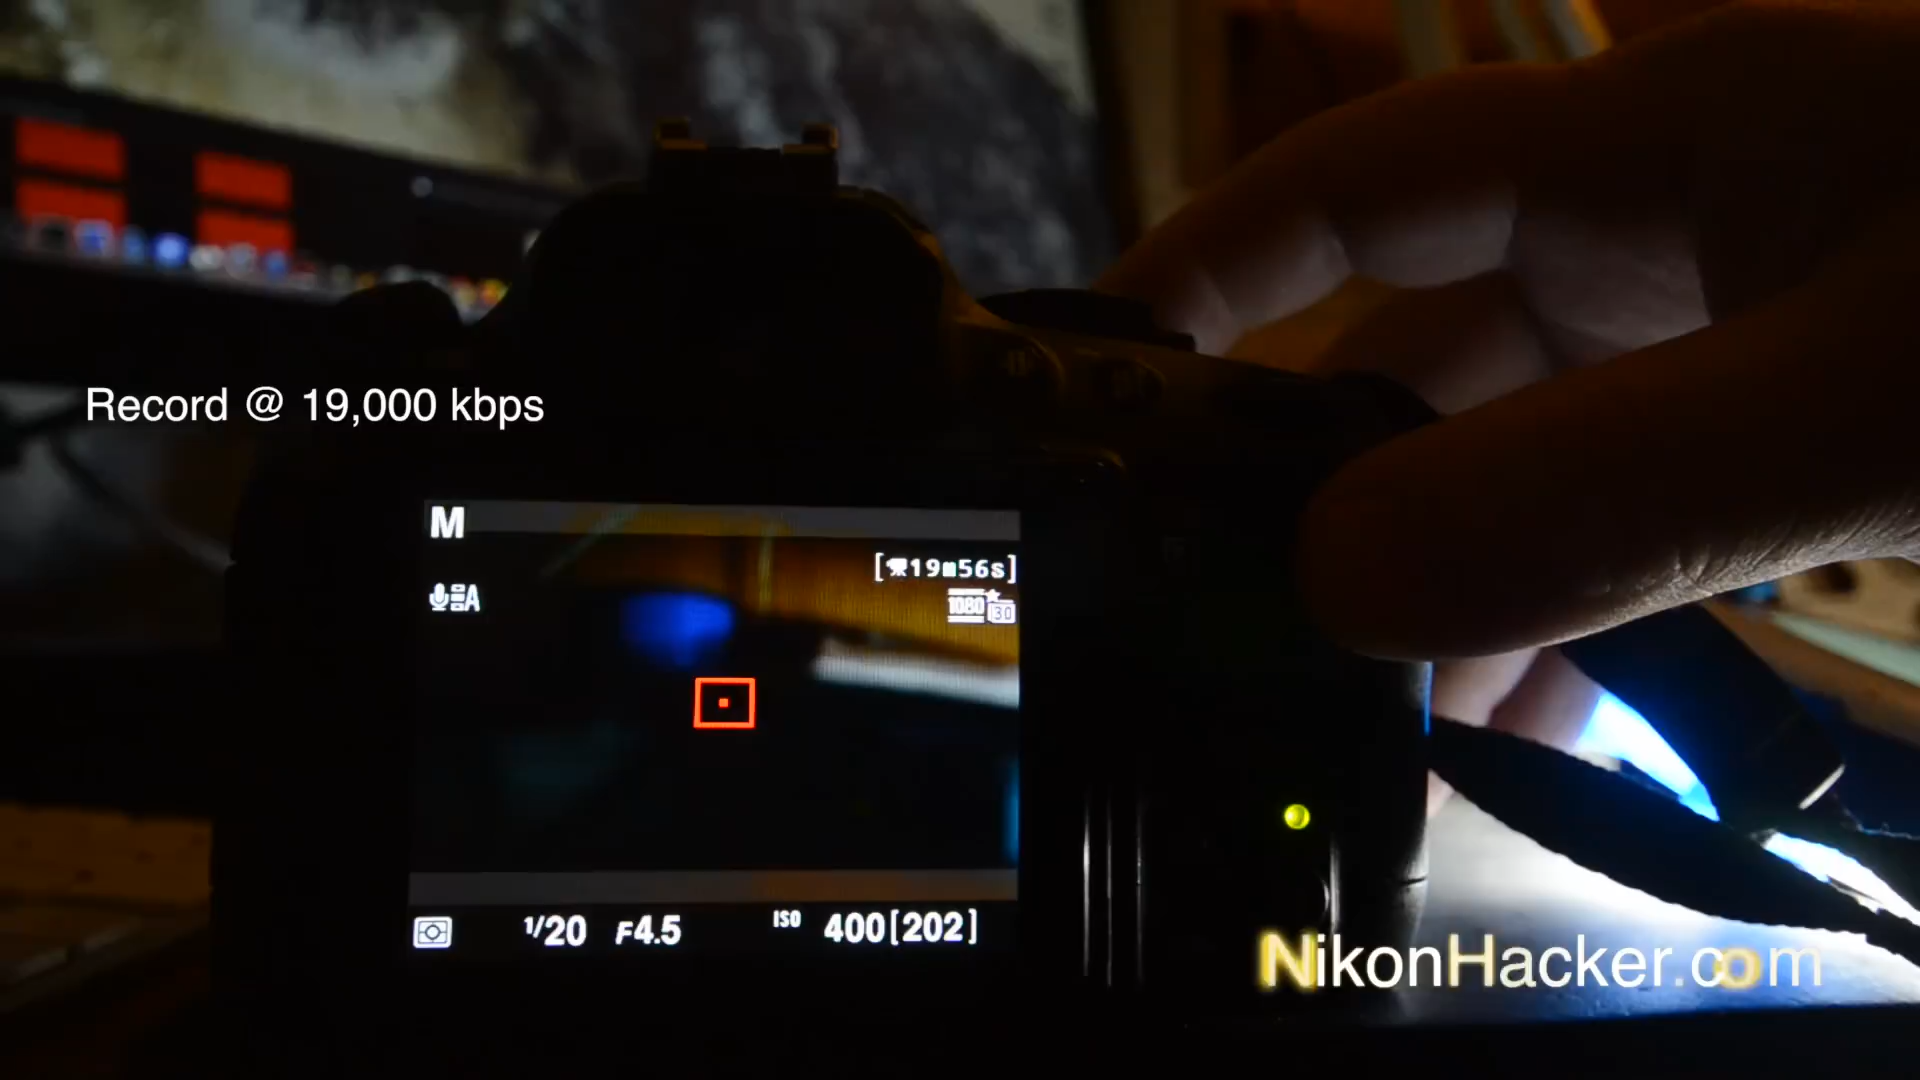 Record @ 19,000 kbps
M
[19m56s]
A
1080 30
1/20 F4.5 ISO 400[202]
NikonHacker.com